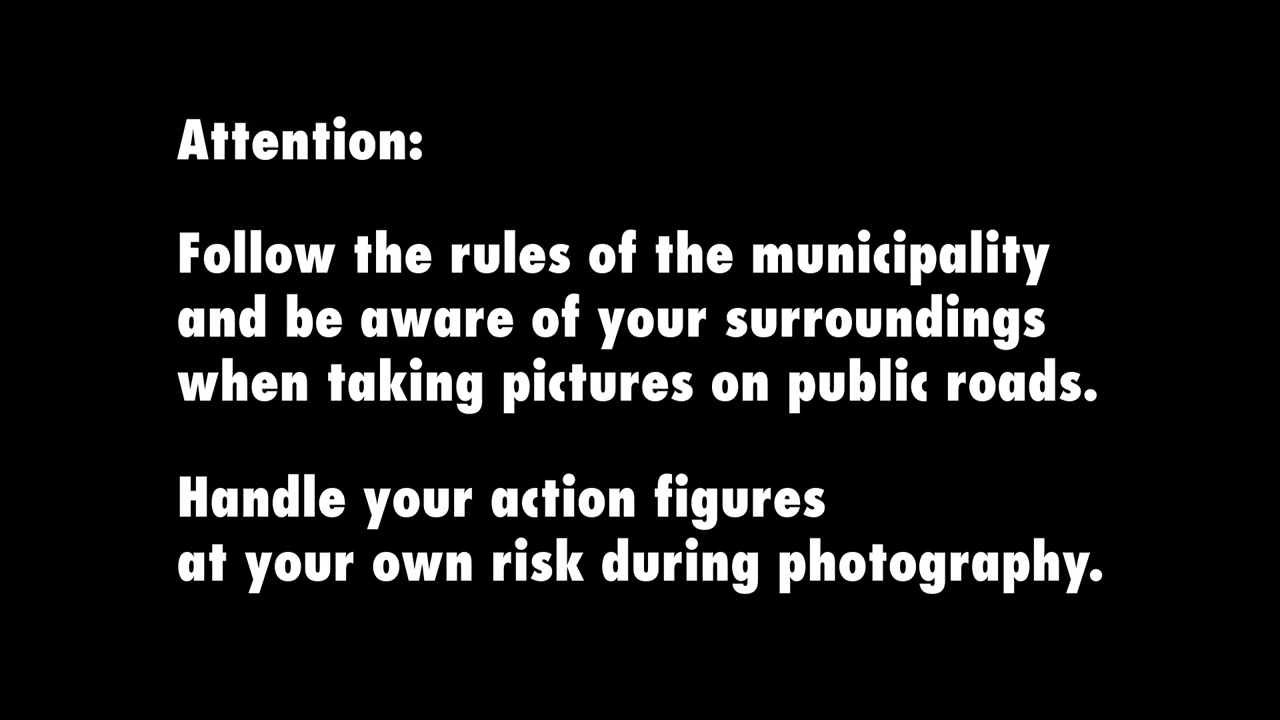 Attention:
Follow the rules of the municipality
and be aware of your surroundings
when taking pictures on public roads.
Handle your action figures
at your own risk during photography.